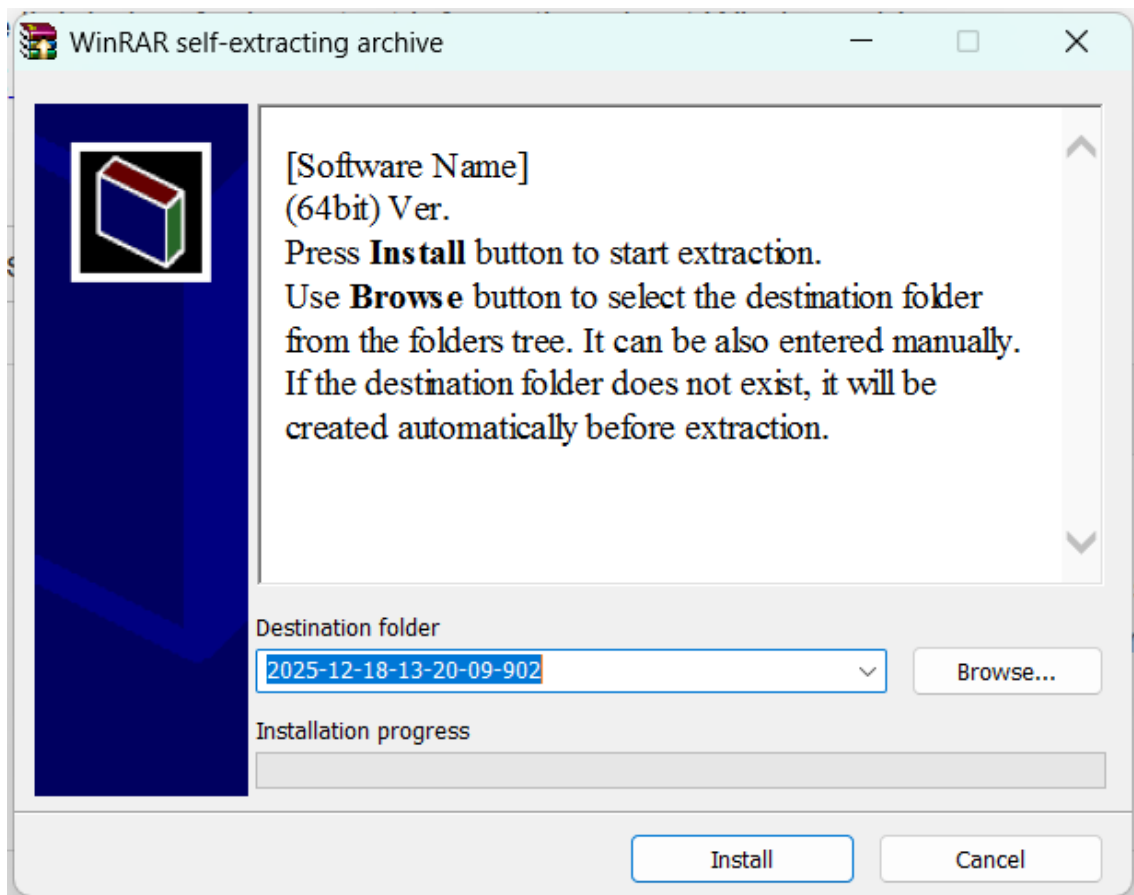 WinRAR self-extracting archive
[Software Name]
(64bit) Ver.
Press Install button to start extraction.
Use Browse button to select the destination folder
from the folders tree. It can be also entered manually.
If the destination folder does not exist, it will be
created automatically before extraction.
Destination folder
2025-12-18-13-20-09-902
Browse...
Installation progress
Install
Cancel